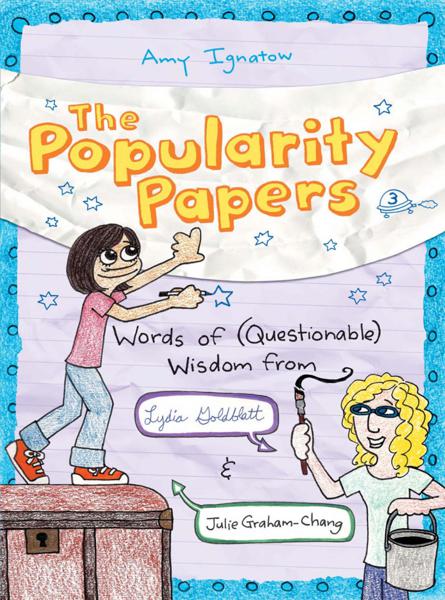 Amy Ignatow
The
Popularity
Papers
3
Words of (Questionable)
Wisdom from
Lydia Goldblatt
&
Julie Graham-Chang